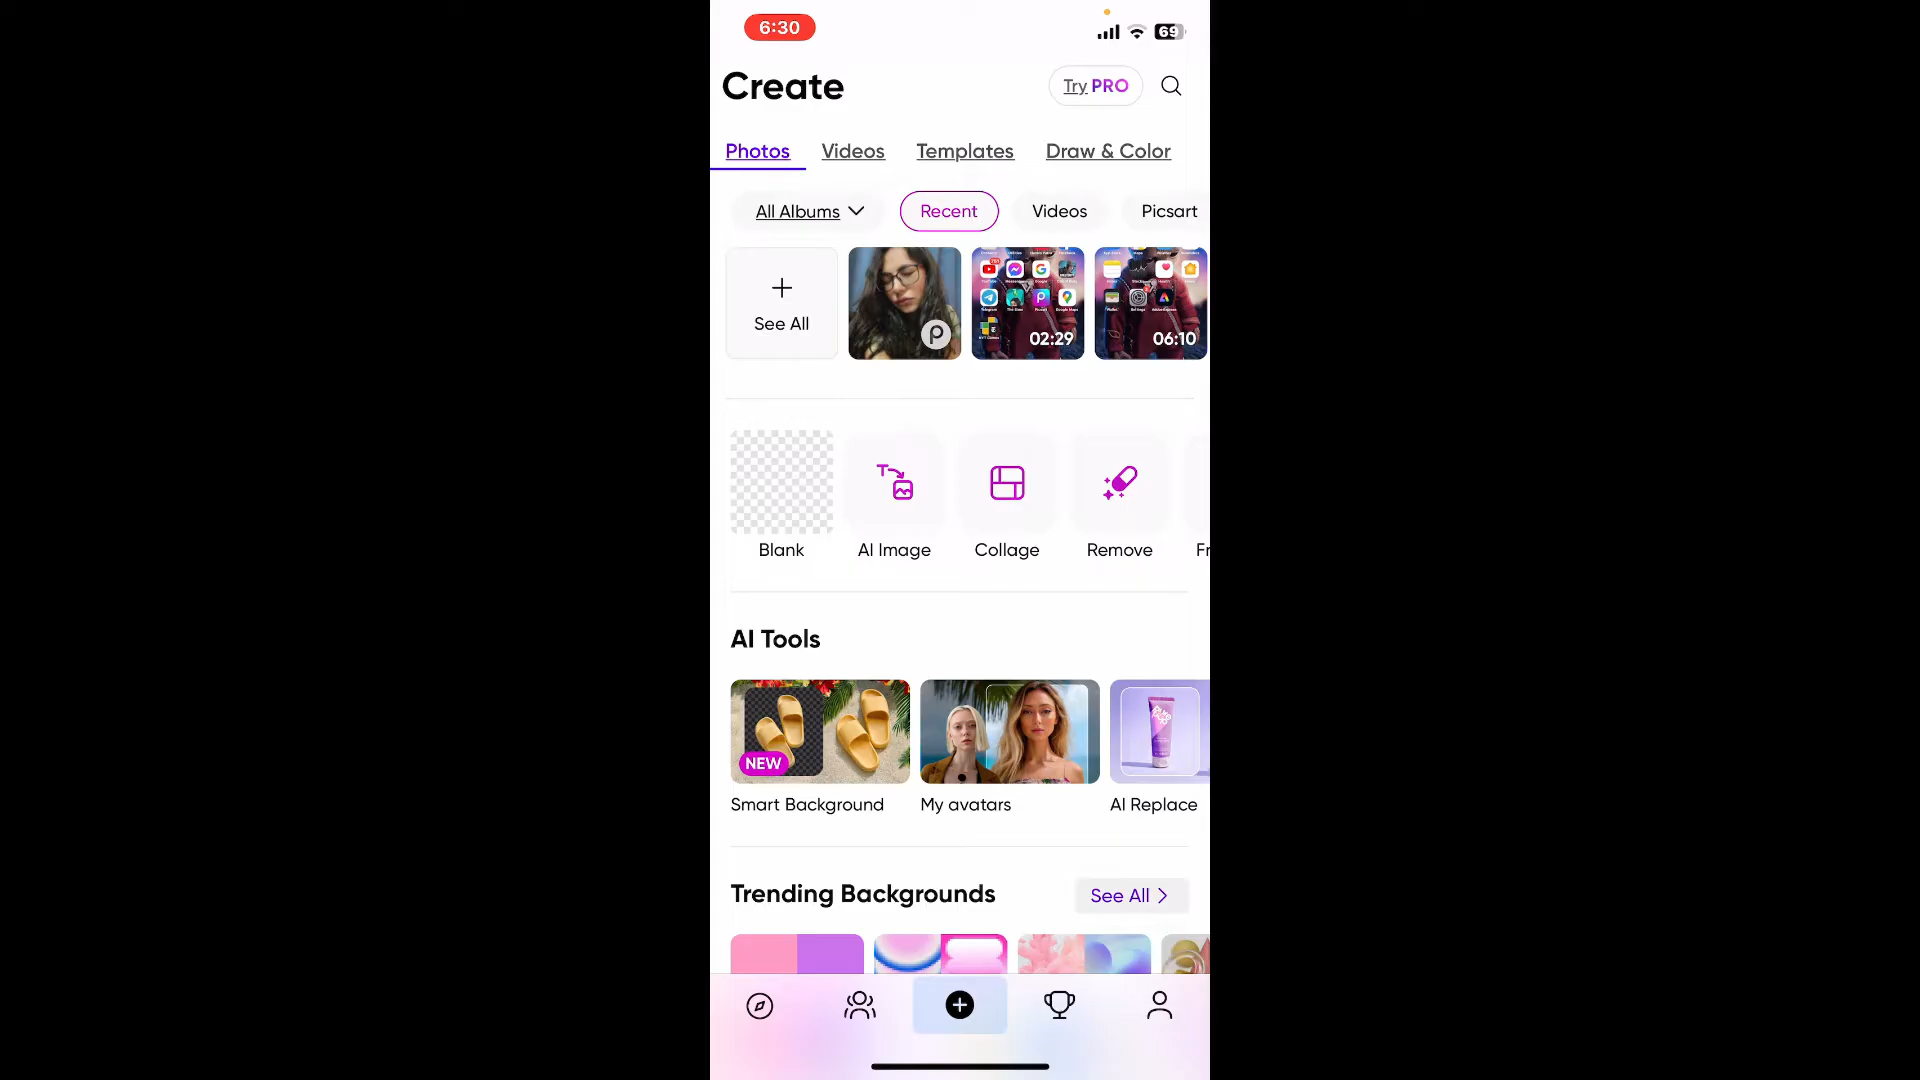 6:30
69
Create
Try PRO
Photos
Videos
Templates
Draw & Color
All Albums
Recent
Videos
Picsart
See All
02:29
06:10
Blank
AI Image
Collage
Remove
Fr
AI Tools
NEW
Smart Background
My avatars
AI Replace
Trending Backgrounds
See All